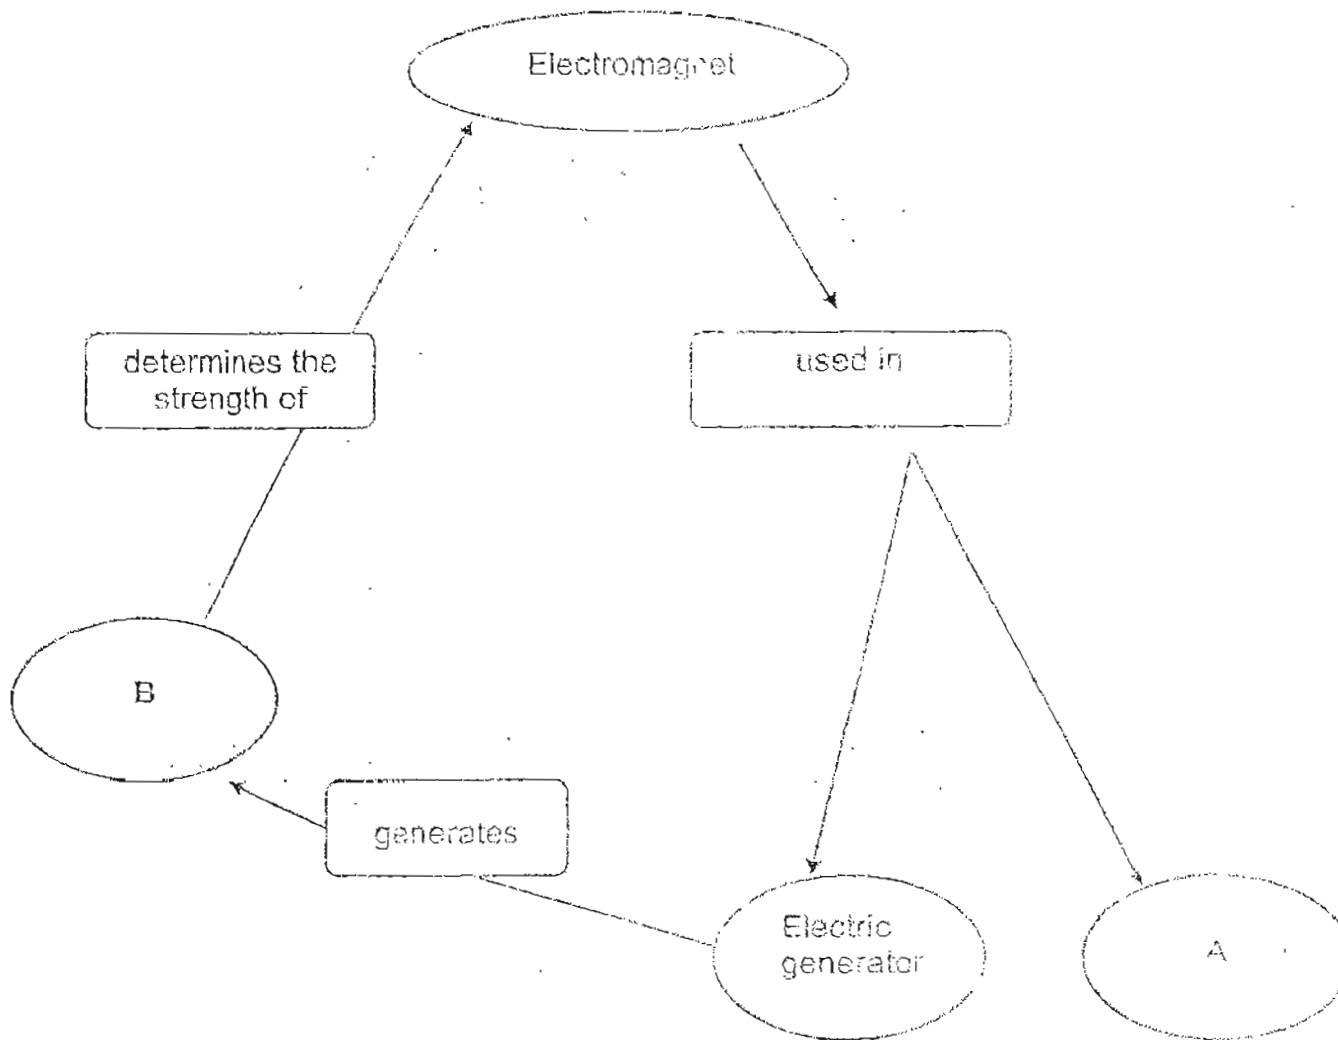 Electromagnet
determines the
strength of
used in
B
generates
Electric
generator
A